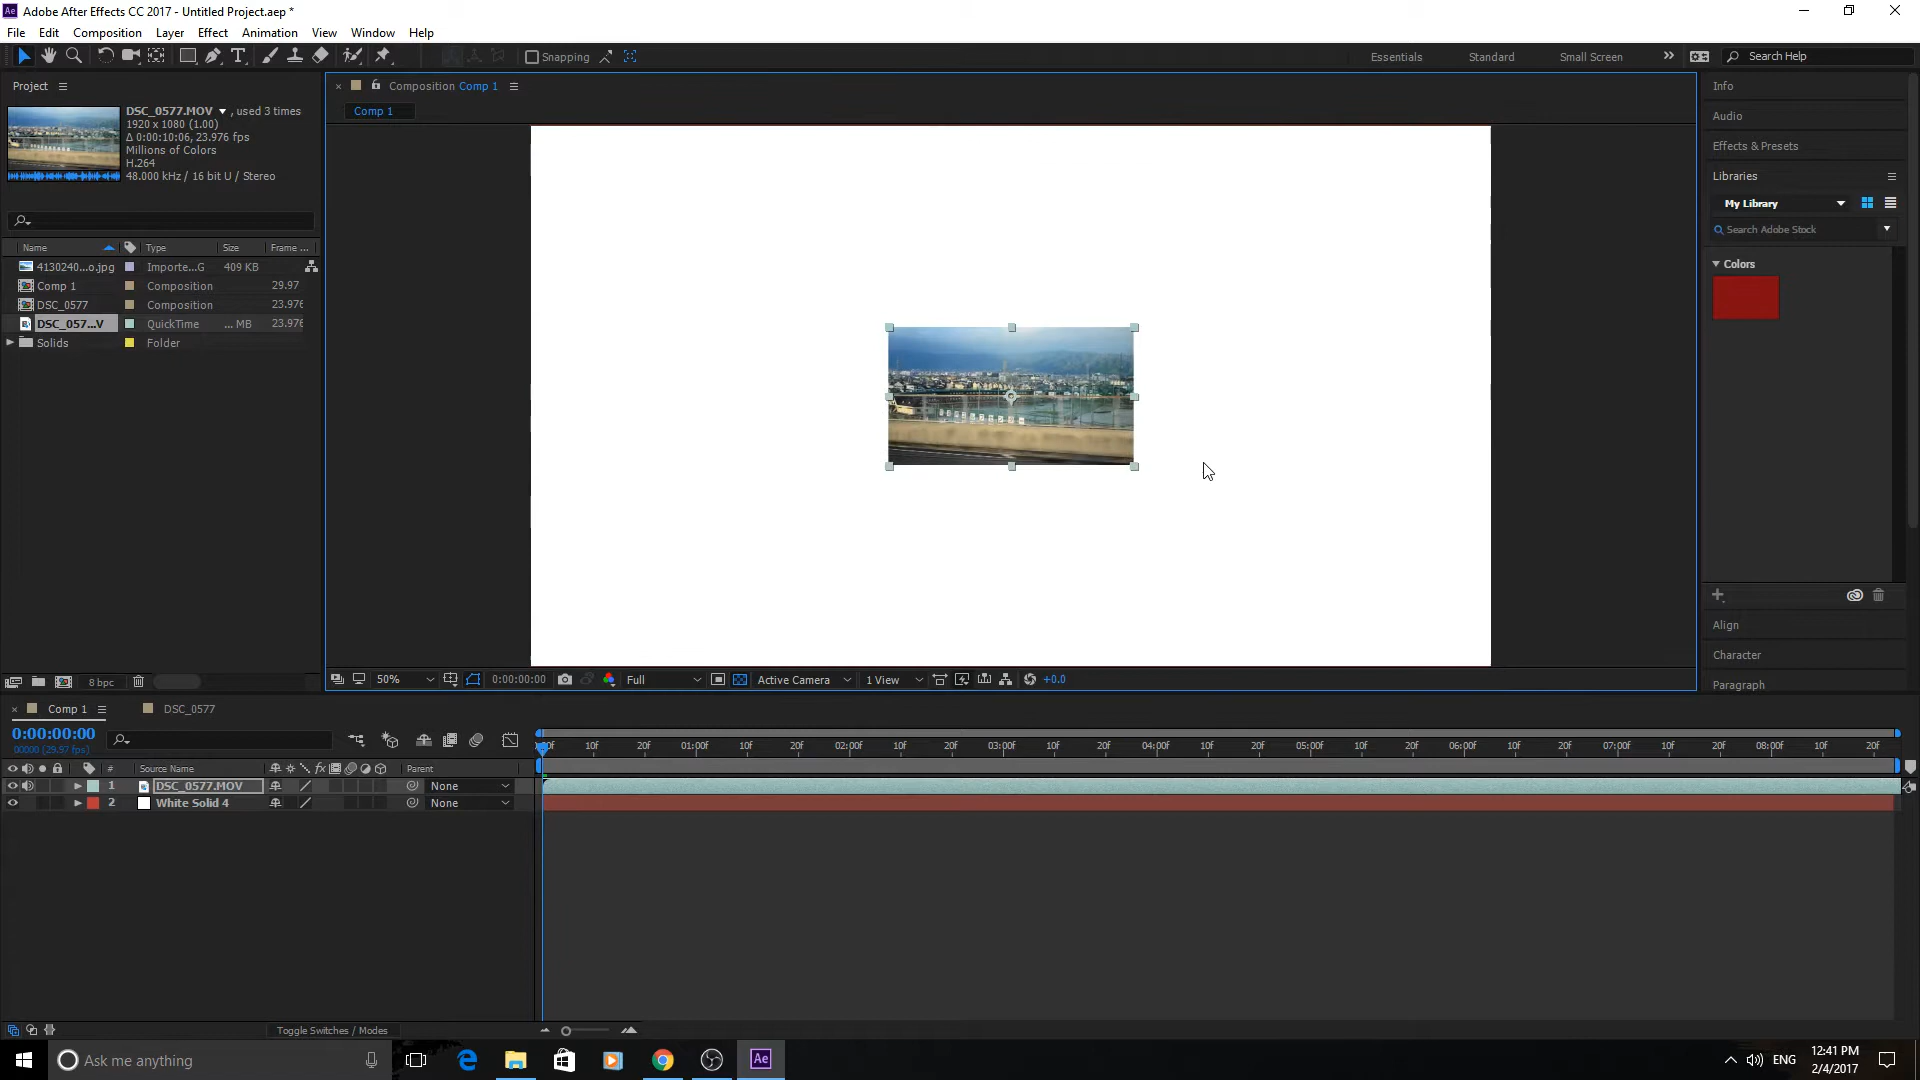 Ae Adobe After Effects CC 2017 - Untitled Project.aep *
File Edit Composition Layer Effect Animation View Window Help
Snapping Essentials Standard Small Screen Search Help
Project
DSC_0577.MOV , used 3 times
1920 x 1080 (1.00)
Δ 0:00:10:06, 23.976 fps
Millions of Colors
H.264
48.000 kHz / 16 bit U / Stereo
Name Type Size Frame ...
4130240...o.jpg Importe...G 409 KB
Comp 1 Composition 29.97
DSC_0577 Composition 23.976
DSC_057...V QuickTime ... MB 23.976
Solids Folder
8 bpc
Composition Comp 1
Comp 1
50% 0:00:00:00 Full Active Camera 1 View +0.0
Info
Audio
Effects & Presets
Libraries
My Library
Search Adobe Stock
Colors
Align
Character
Paragraph
Comp 1 DSC_0577
0:00:00:00
00000 (29.97 fps)
10f 20f 01:00f 10f 20f 02:00f 10f 20f 03:00f 10f 20f 04:00f 10f 20f 05:00f 10f 20f 06:00f 10f 20f 07:00f 10f 20f 08:00f 10f 20f
# Source Name fx Parent
1 DSC_0577.MOV None
2 White Solid 4 None
Toggle Switches / Modes
Ask me anything Ae ENG 12:41 PM
2/4/2017